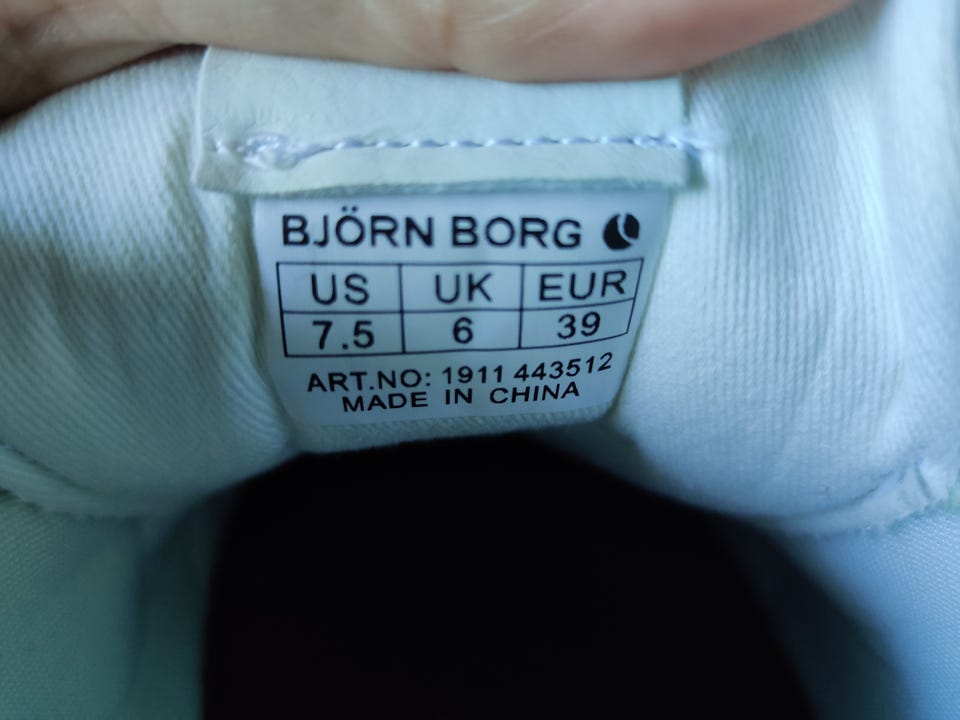 BJÖRN BORG
US UK EUR
7.5 6 39
ART.NO: 1911 443512
MADE IN CHINA